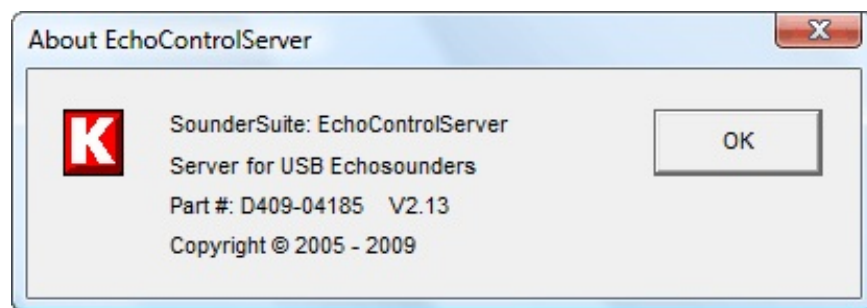 About EchoControlServer
X
K
SounderSuite: EchoControlServer
OK
Server for USB Echosounders
Part #: D409-04185 V2.13
Copyright © 2005 - 2009